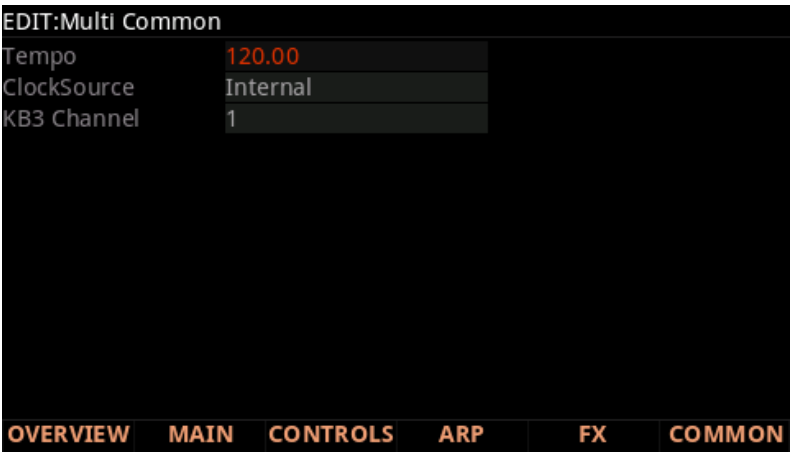 EDIT:Multi Common
Tempo 120.00
ClockSource Internal
KB3 Channel 1
OVERVIEW MAIN CONTROLS ARP FX COMMON